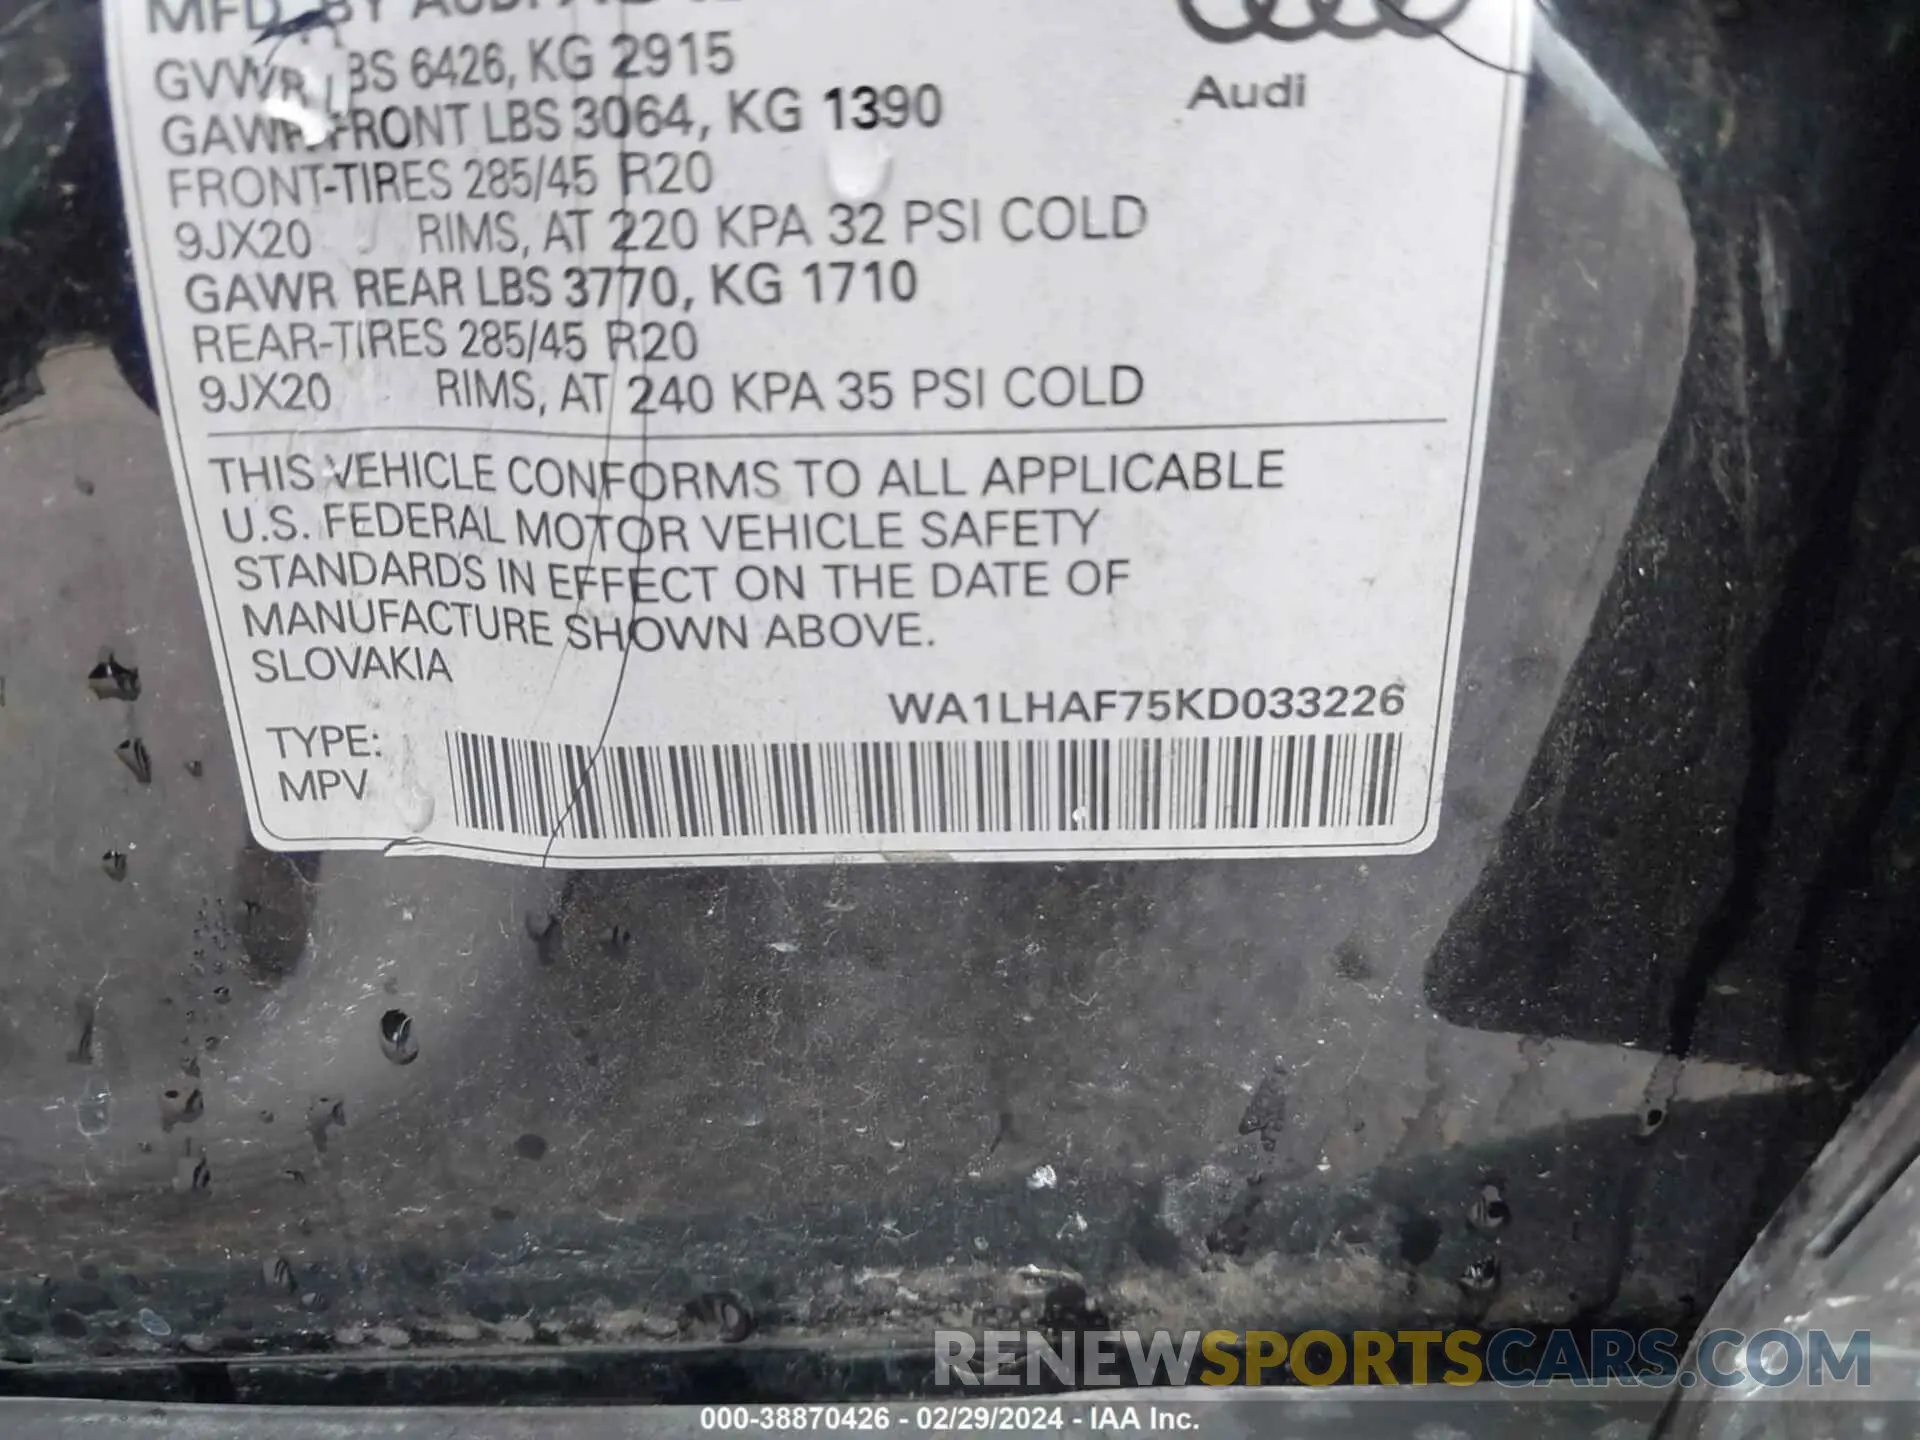 MFD. BY AUDI
GVWR LBS 6426, KG 2915
GAWR FRONT LBS 3064, KG 1390
FRONT-TIRES 285/45 R20
9JX20 RIMS, AT 220 KPA 32 PSI COLD
GAWR REAR LBS 3770, KG 1710
REAR-TIRES 285/45 R20
9JX20 RIMS, AT 240 KPA 35 PSI COLD
Audi
THIS VEHICLE CONFORMS TO ALL APPLICABLE
U.S. FEDERAL MOTOR VEHICLE SAFETY
STANDARDS IN EFFECT ON THE DATE OF
MANUFACTURE SHOWN ABOVE.
SLOVAKIA
WA1LHAF75KD033226
TYPE:
MPV
RENEWSPORTSCARS.COM
000-38870426 - 02/29/2024 - IAA Inc.